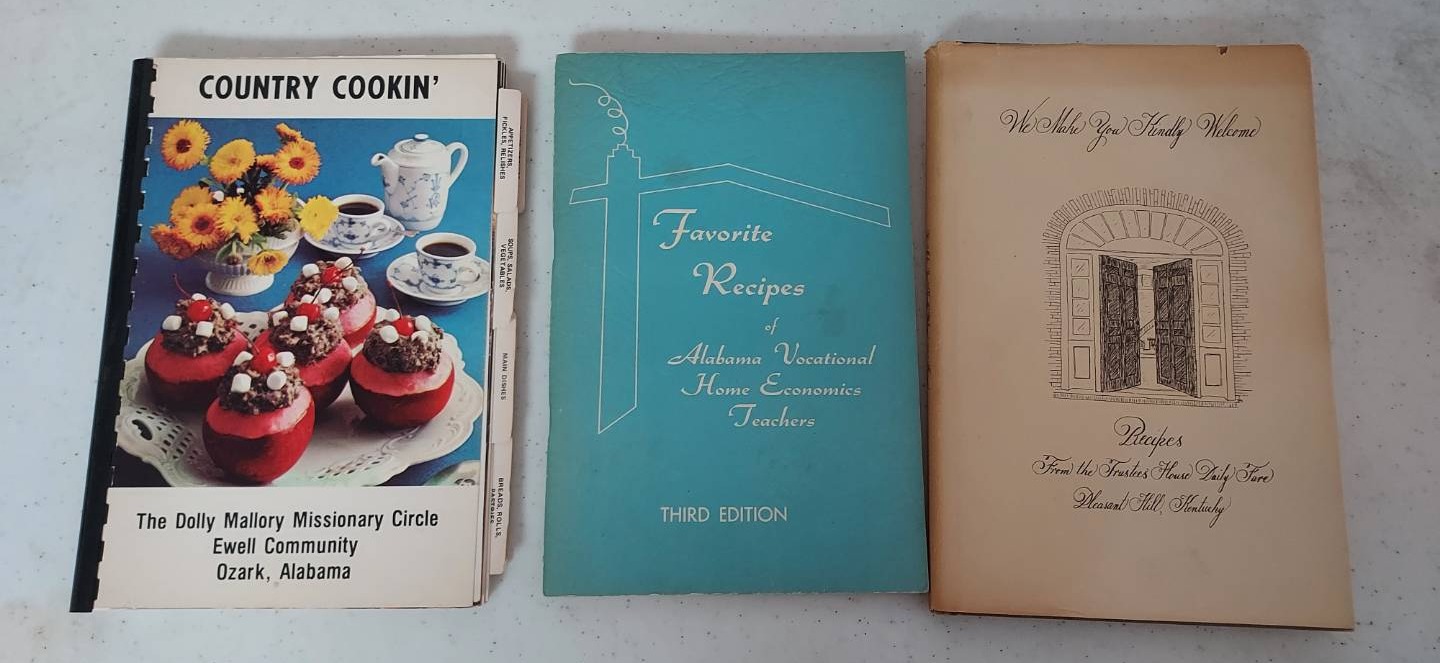 COUNTRY COOKIN'
APPETIZERS,
PICKLES, RELISHES
SOUPS, SALADS,
VEGETABLES
MAIN DISHES
BREADS, ROLLS,
PASTRIES
The Dolly Mallory Missionary Circle
Ewell Community
Ozark, Alabama
Favorite
Recipes
of
Alabama Vocational
Home Economics
Teachers
THIRD EDITION
We Make You Kindly Welcome
Recipes
From the Trustees House Daily Fare
Pleasant Hill, Kentucky